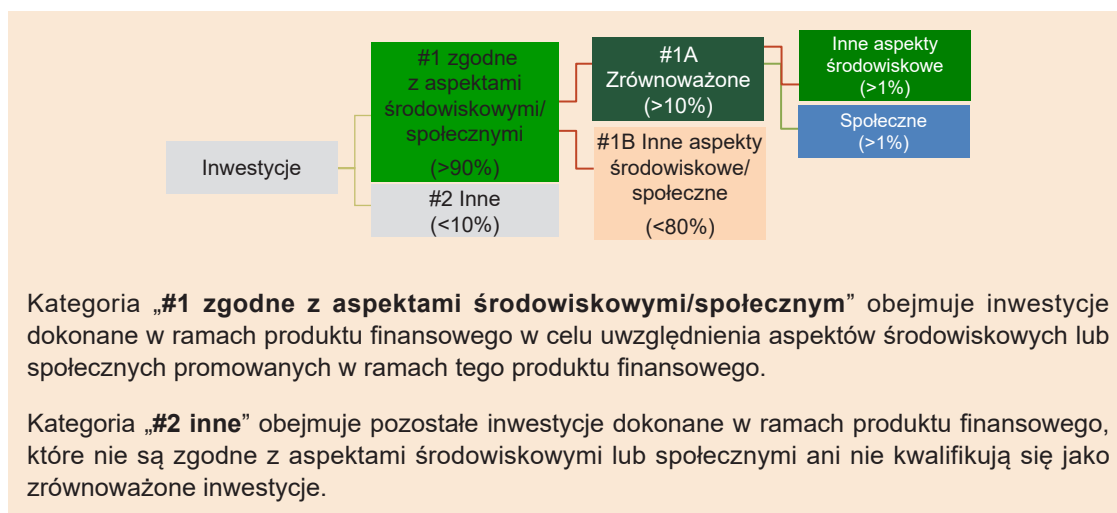 Inwestycje
#1 zgodne
z aspektami
środowiskowymi/
społecznymi
(>90%)
#2 Inne
(<10%)
#1A
Zrównoważone
(>10%)
#1B Inne aspekty
środowiskowe/
społeczne
(<80%)
Inne aspekty
środowiskowe
(>1%)
Społeczne
(>1%)
Kategoria „#1 zgodne z aspektami środowiskowymi/społecznym” obejmuje inwestycje
dokonane w ramach produktu finansowego w celu uwzględnienia aspektów środowiskowych lub
społecznych promowanych w ramach tego produktu finansowego.
Kategoria „#2 inne” obejmuje pozostałe inwestycje dokonane w ramach produktu finansowego,
które nie są zgodne z aspektami środowiskowymi lub społecznymi ani nie kwalifikują się jako
zrównoważone inwestycje.